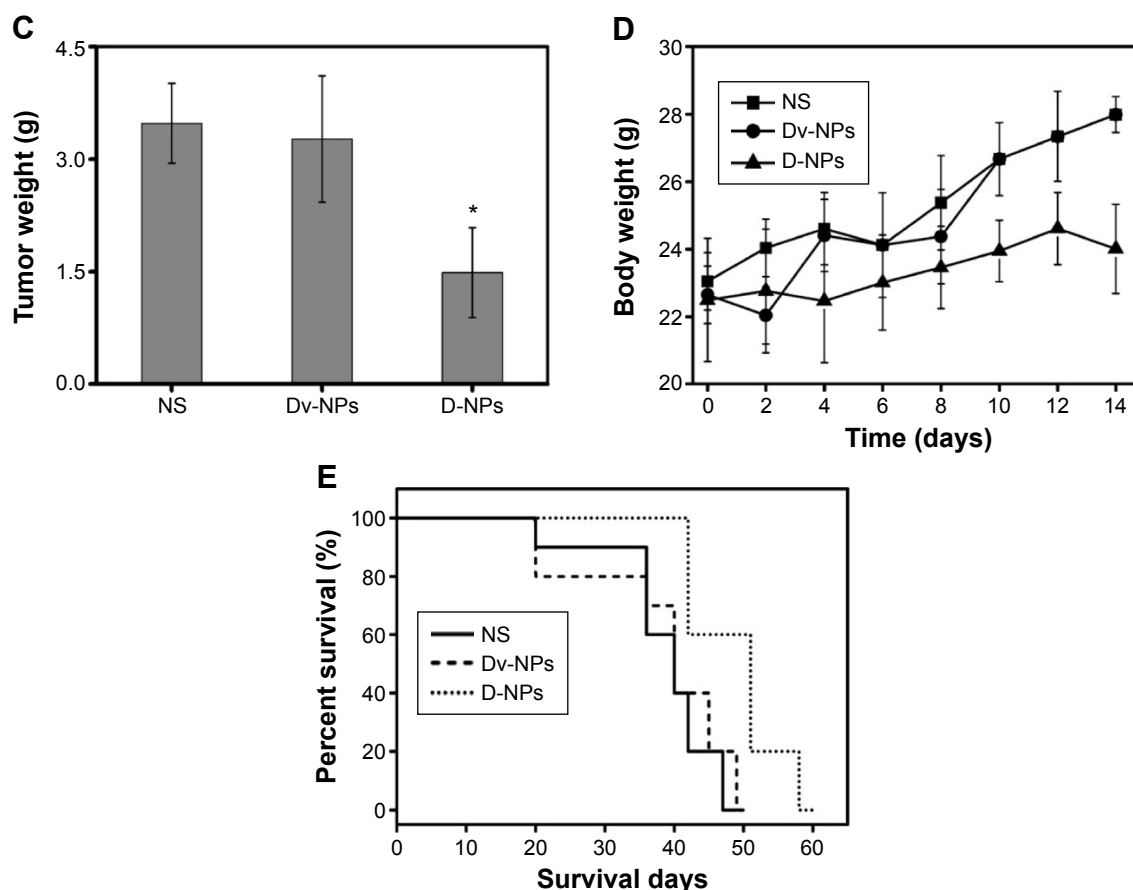 C
Tumor weight (g)
4.5
3.0
1.5
0.0
*
NS Dv-NPs D-NPs
D
Body weight (g)
30
28
26
24
22
20
NS
Dv-NPs
D-NPs
0 2 4 6 8 10 12 14
Time (days)
E
Percent survival (%)
100
80
60
40
20
0
NS
Dv-NPs
D-NPs
0 10 20 30 40 50 60
Survival days